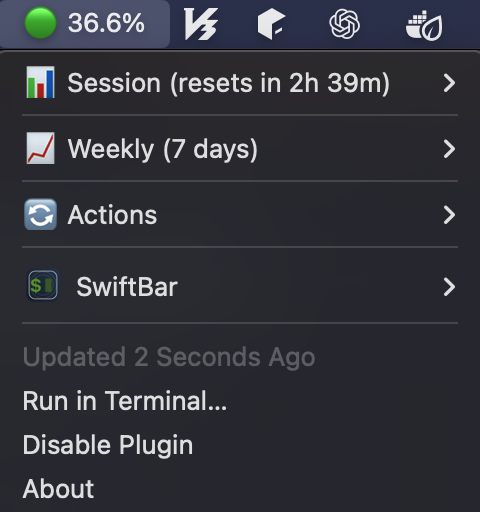 36.6%
Session (resets in 2h 39m)
Weekly (7 days)
Actions
$
SwiftBar
Updated 2 Seconds Ago
Run in Terminal...
Disable Plugin
About